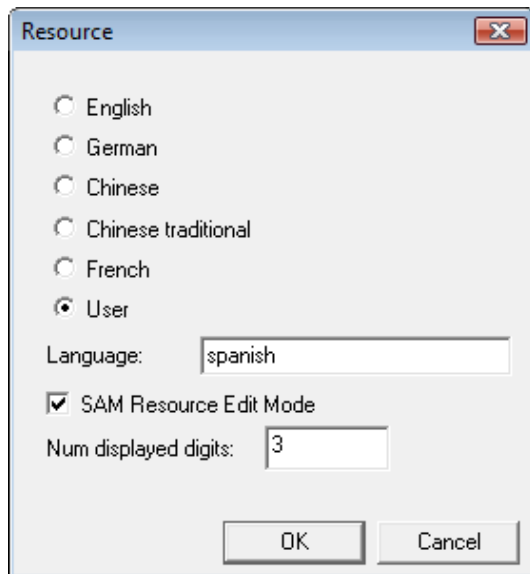 Resource
English
German
Chinese
Chinese traditional
French
User
Language: spanish
SAM Resource Edit Mode
Num displayed digits: 3
OK Cancel